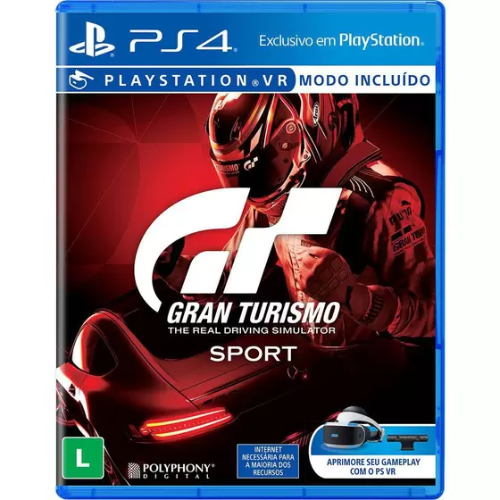 PS4 Exclusivo em PlayStation®
PLAYSTATION®VR MODO INCLUÍDO
GT
GRAN TURISMO
THE REAL DRIVING SIMULATOR
SPORT
L
POLYPHONY
DIGITAL
INTERNET
NECESSÁRIA PARA
A MAIORIA DOS
RECURSOS
APRIMORE SEU GAMEPLAY
COM O PS VR